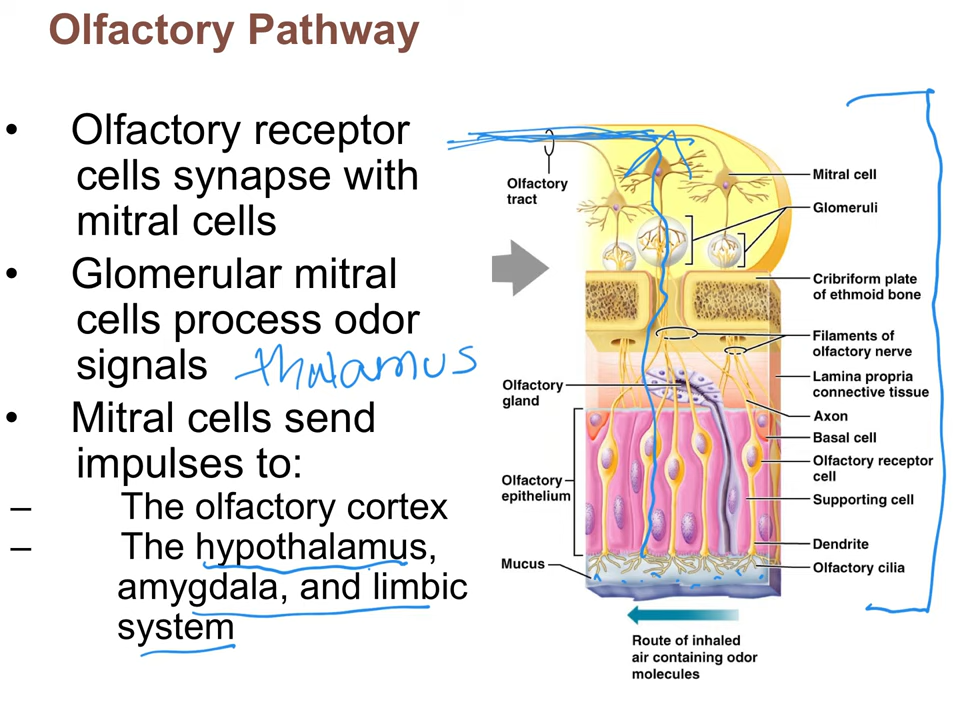 Olfactory Pathway
• Olfactory receptor
cells synapse with
mitral cells
• Glomerular mitral
cells process odor
signals thalamus
• Mitral cells send
impulses to:
– The olfactory cortex
– The hypothalamus,
amygdala, and limbic
system
Olfactory
tract
Olfactory
gland
Olfactory
epithelium
Mucus
Mitral cell
Glomeruli
Cribriform plate
of ethmoid bone
Filaments of
olfactory nerve
Lamina propria
connective tissue
Axon
Basal cell
Olfactory receptor
cell
Supporting cell
Dendrite
Olfactory cilia
Route of inhaled
air containing odor
molecules